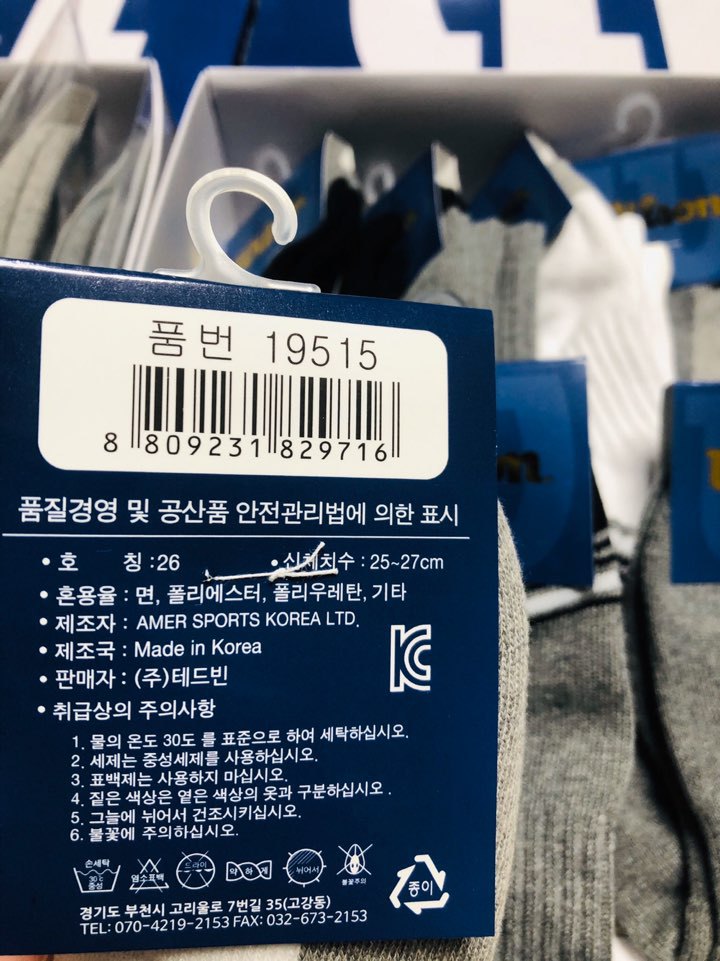 품번 19515
8 809231 829716
품질경영 및 공산품 안전관리법에 의한 표시
• 호 칭 : 26 • 신체치수 : 25~27cm
• 혼용율 : 면, 폴리에스터, 폴리우레탄, 기타
• 제조자 : AMER SPORTS KOREA LTD.
• 제조국 : Made in Korea
• 판매자 : (주)테드빈
• 취급상의 주의사항
1. 물의 온도 30도 를 표준으로 하여 세탁하십시오.
2. 세제는 중성세제를 사용하십시오.
3. 표백제는 사용하지 마십시오.
4. 짙은 색상은 옅은 색상의 옷과 구분하십시오 .
5. 그늘에 뉘어서 건조시키십시오.
6. 불꽃에 주의하십시오.
손세탁
30℃
중성
염소표백
드라이
약하게
뉘어서
불꽃주의
종이
경기도 부천시 고리울로 7번길 35(고강동)
TEL: 070-4219-2153 FAX: 032-673-2153